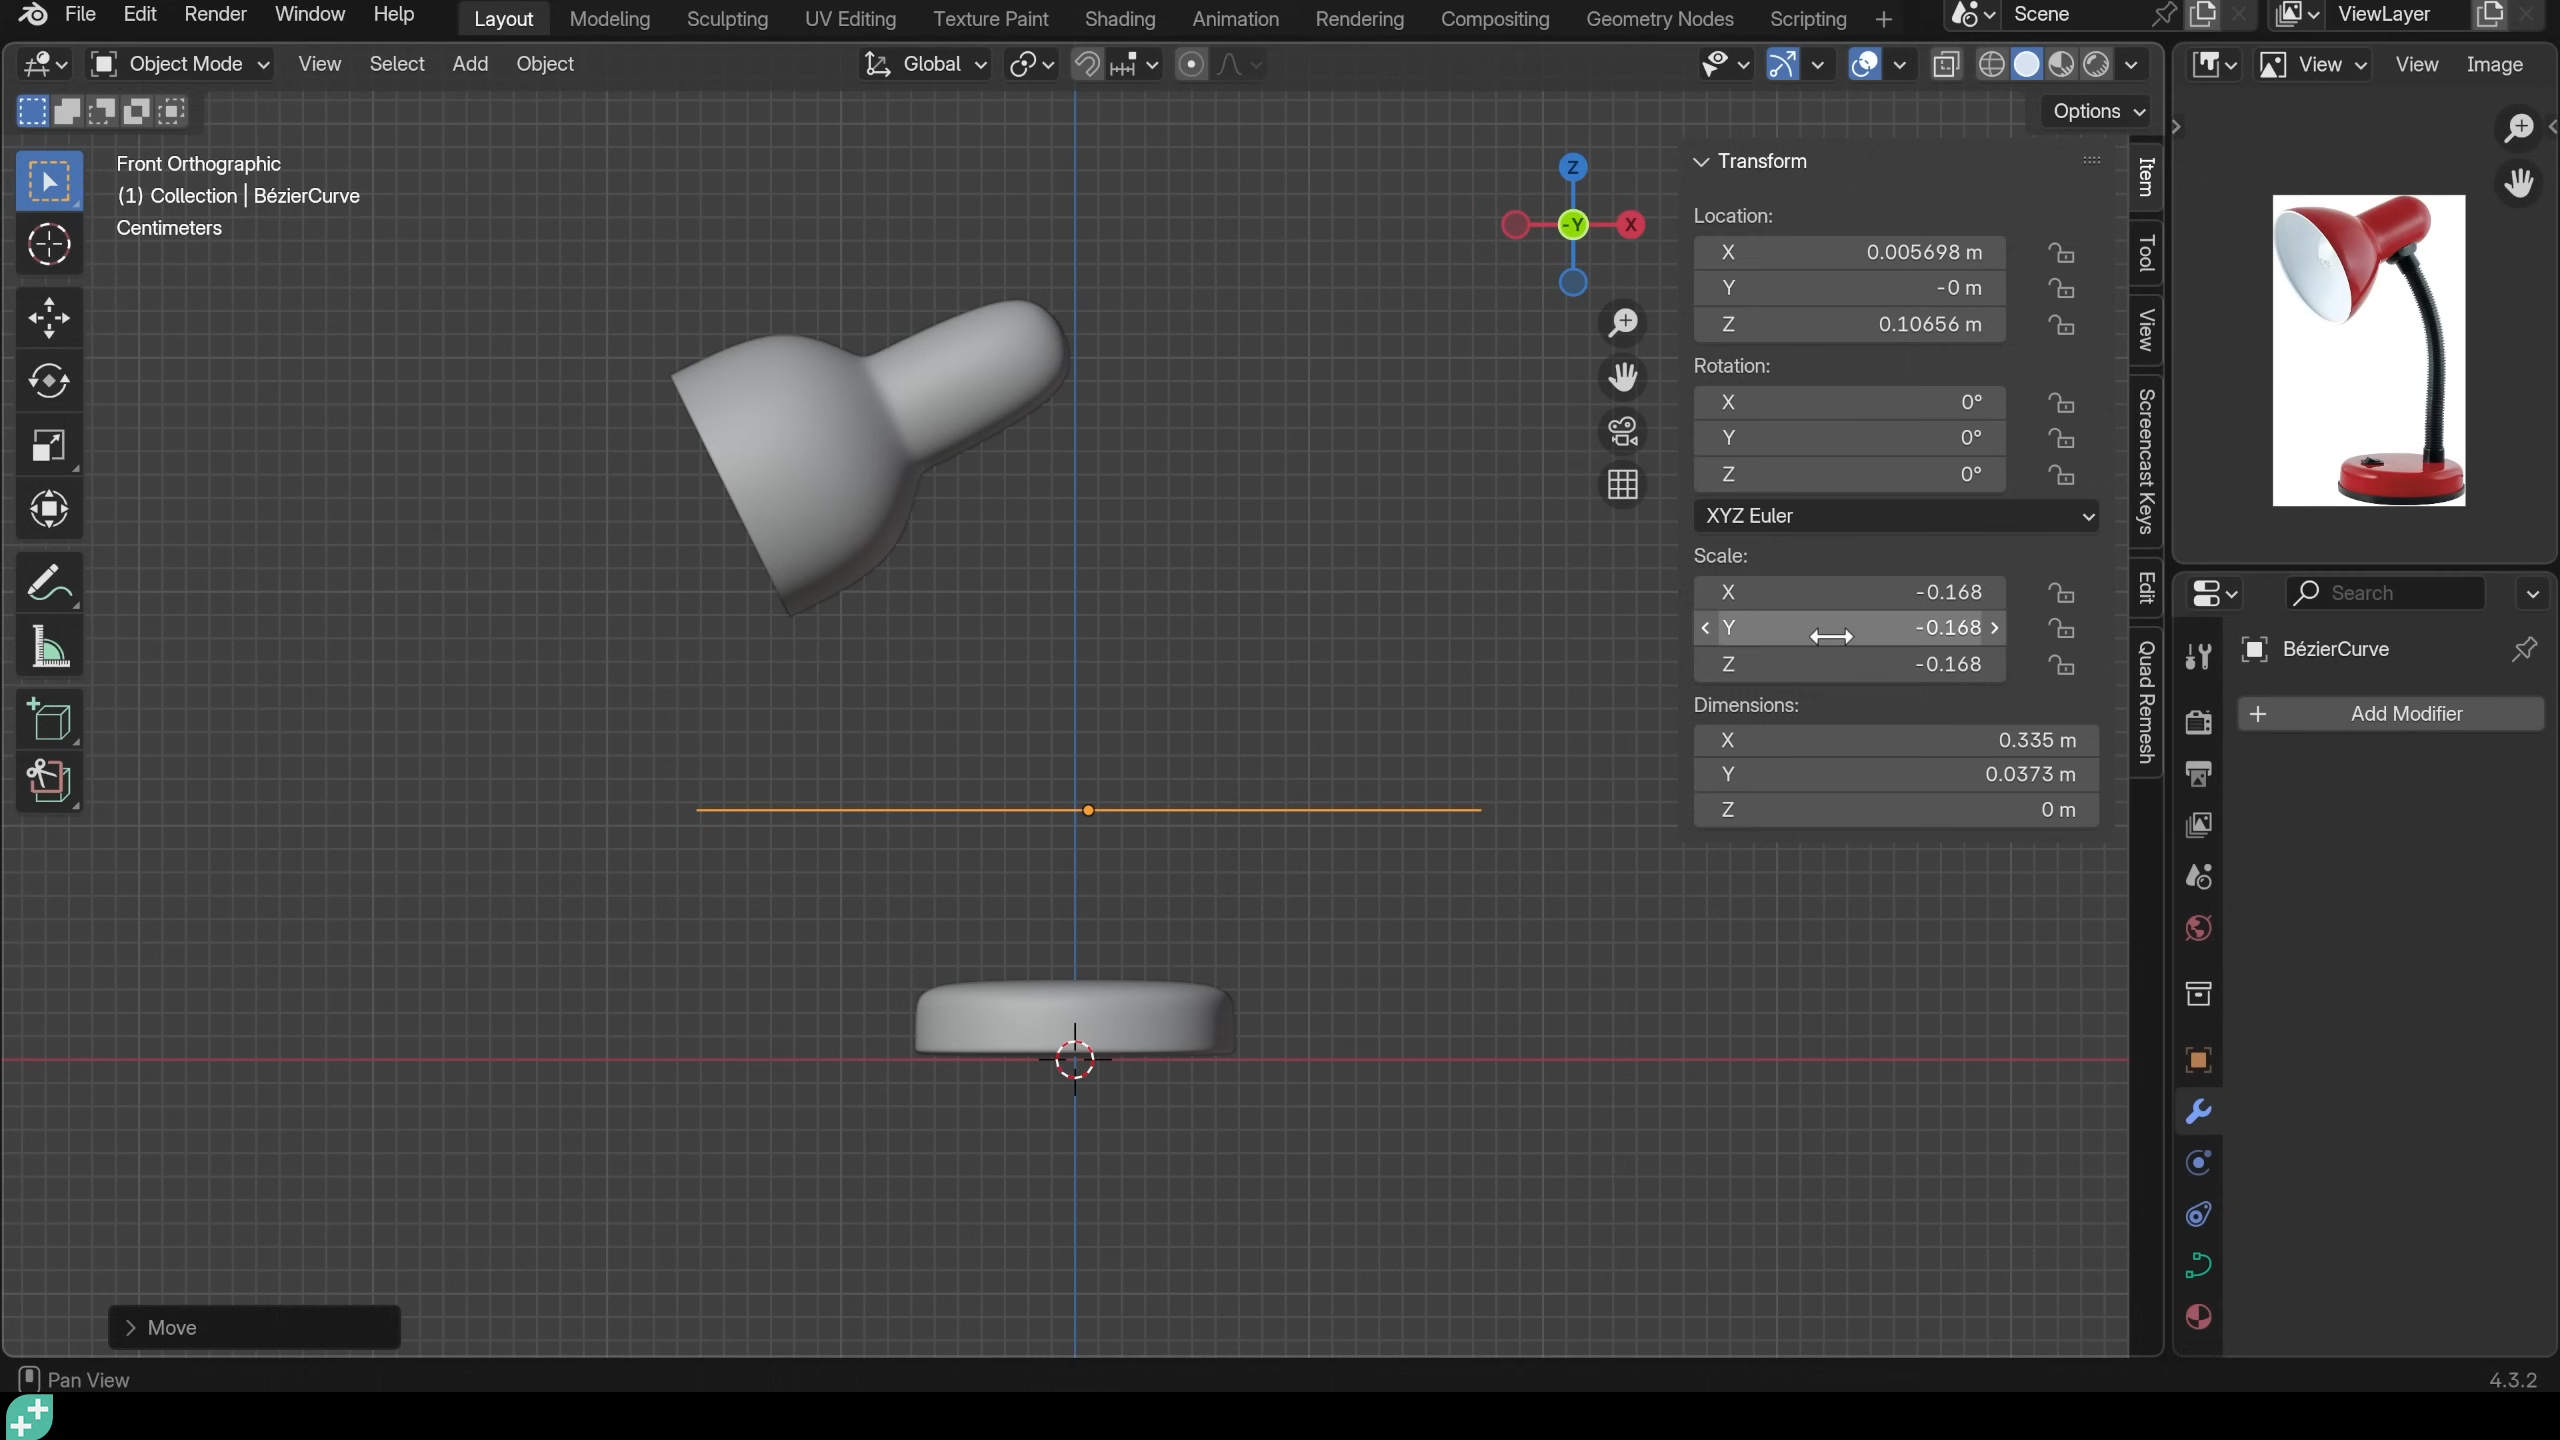 File Edit Render Window Help Layout Modeling Sculpting UV Editing Texture Paint Shading Animation Rendering Compositing Geometry Nodes Scripting + Scene ViewLayer
Object Mode View Select Add Object Global View View Image
Options
Front Orthographic
(1) Collection | BézierCurve
Centimeters
Z
-Y
X
Transform
Location:
X 0.005698 m
Y -0 m
Z 0.10656 m
Rotation:
X 0°
Y 0°
Z 0°
XYZ Euler
Scale:
X -0.168
Y -0.168
Z -0.168
Dimensions:
X 0.335 m
Y 0.0373 m
Z 0 m
Item
Tool
View
Screencast Keys
Edit
Quad Remesh
Search
BézierCurve
+ Add Modifier
Move
Pan View
4.3.2